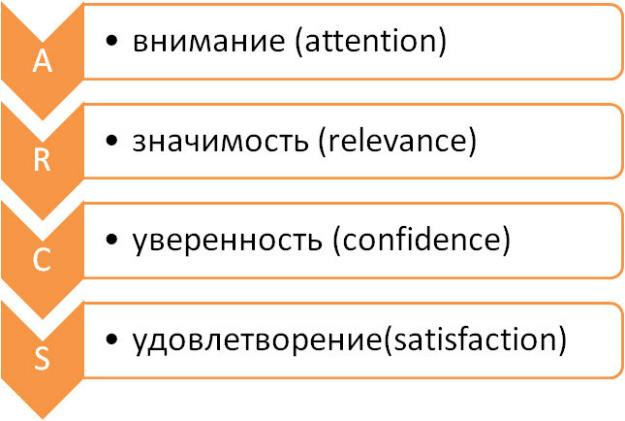 A
• внимание (attention)
R
• значимость (relevance)
C
• уверенность (confidence)
S
• удовлетворение(satisfaction)